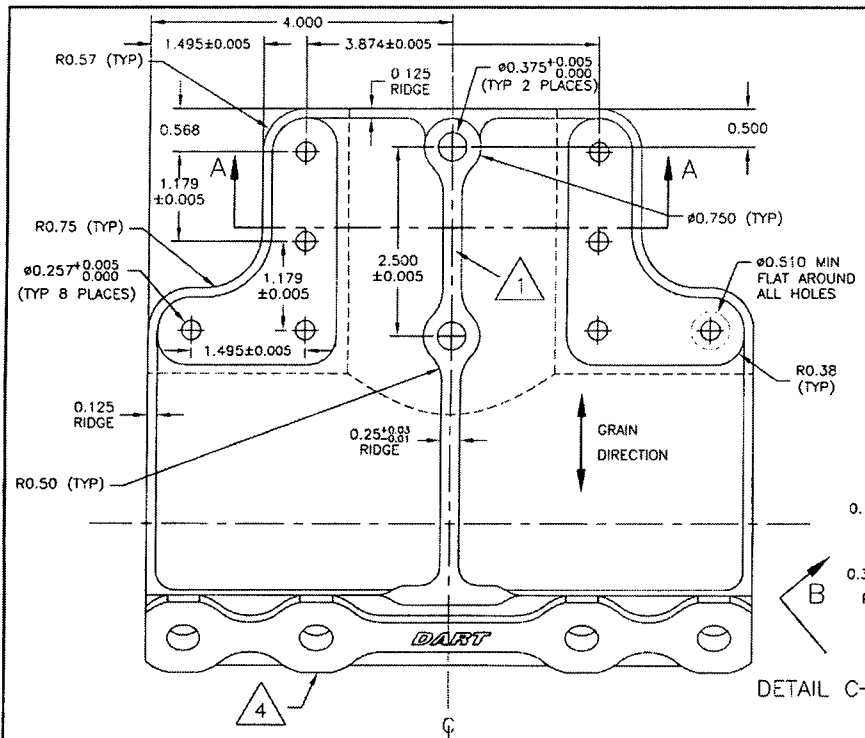 4.000
1.495±0.005
3.874±0.005
R0.57 (TYP)
0.125
RIDGE
Ø0.375+0.005
0.000
(TYP 2 PLACES)
0.568
0.500
A
A
1.179
±0.005
R0.75 (TYP)
Ø0.750 (TYP)
2.500
±0.005
Ø0.257+0.005
0.000
(TYP 8 PLACES)
1.179
±0.005
1
Ø0.510 MIN
FLAT AROUND
ALL HOLES
1.495±0.005
R0.38
(TYP)
0.125
RIDGE
0.25+0.03
-0.01
RIDGE
GRAIN
DIRECTION
R0.50 (TYP)
0.
0.3
B
DART
DETAIL C-
4